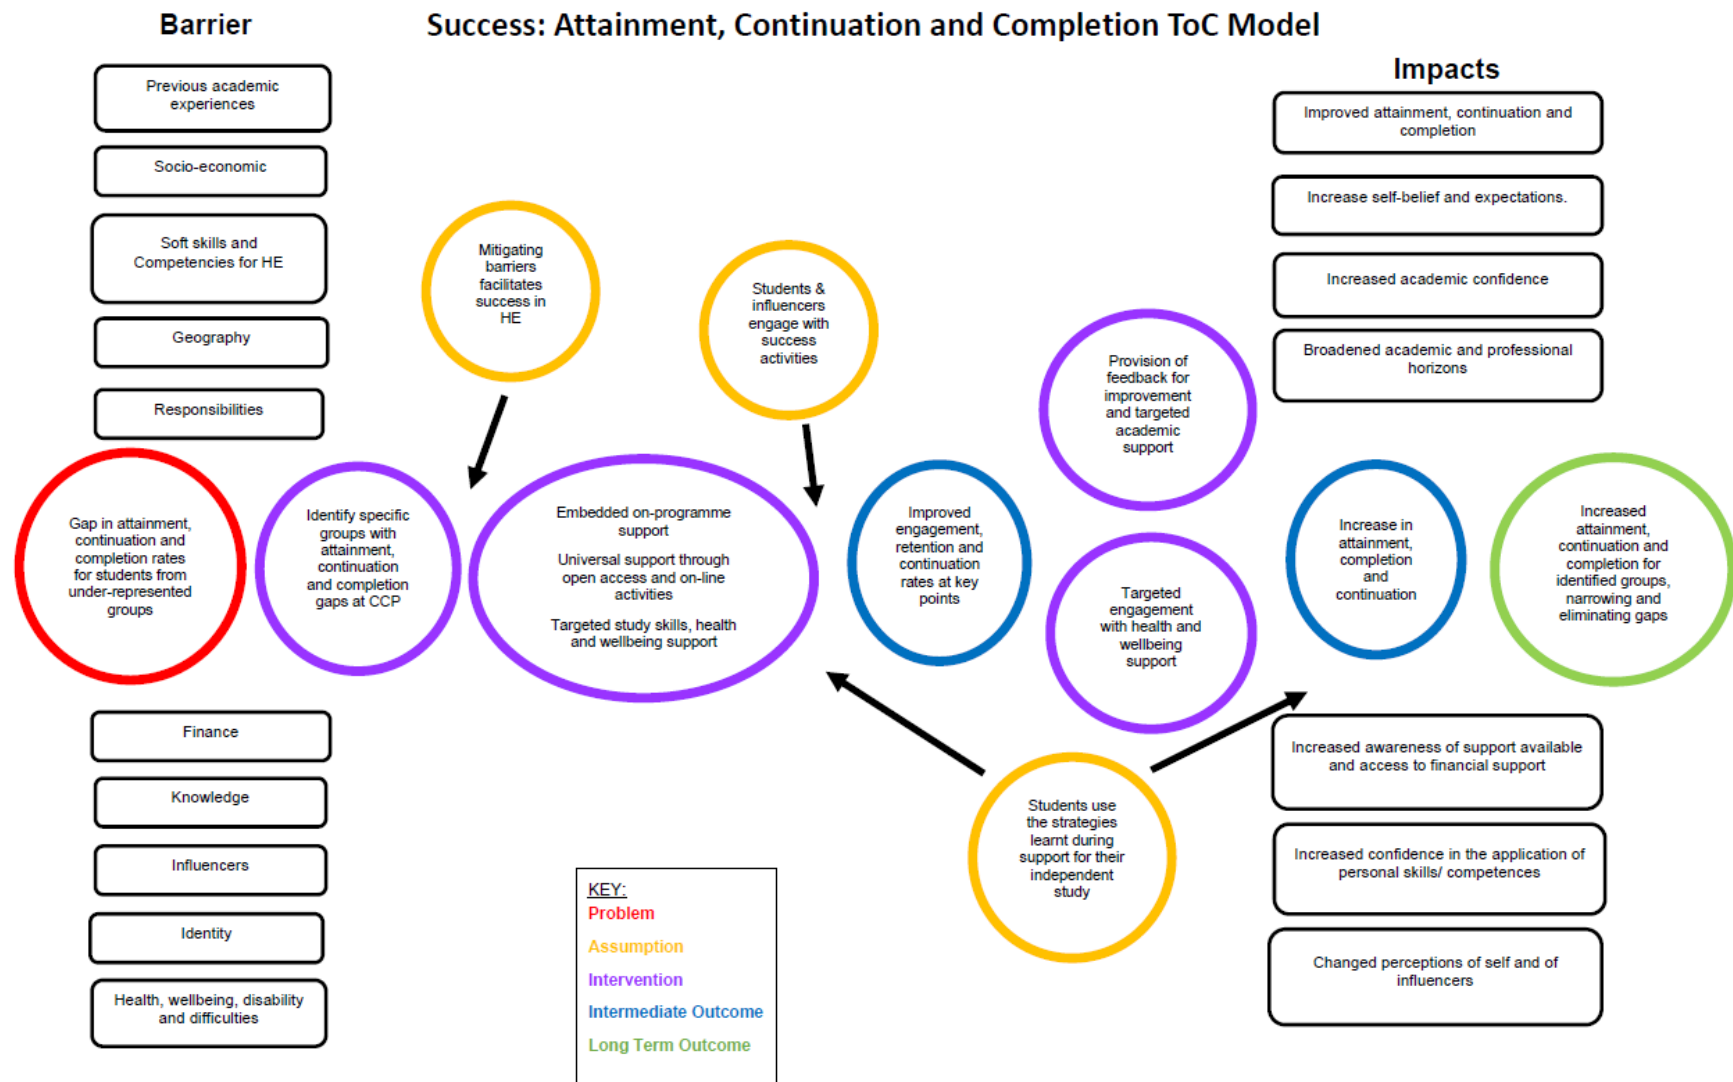 Barrier
Success: Attainment, Continuation and Completion ToC Model
Previous academic
experiences
Socio-economic
Soft skills and
Competencies for HE
Geography
Responsibilities
Gap in attainment,
continuation and
completion rates
for students from
under-represented
groups
Finance
Knowledge
Influencers
Identity
Health, wellbeing, disability
and difficulties
Identify specific
groups with
attainment,
continuation
and completion
gaps at CCP
Mitigating
barriers
facilitates
success in
HE
Embedded on-programme
support
Universal support through
open access and on-line
activities
Targeted study skills, health
and wellbeing support
Students &
influencers
engage with
success
activities
Improved
engagement,
retention and
continuation
rates at key
points
Provision of
feedback for
improvement
and targeted
academic
support
Targeted
engagement
with health and
wellbeing
support
Students use
the strategies
learnt during
support for their
independent
study
Increase in
attainment,
completion
and
continuation
Increased
attainment,
continuation and
completion for
identified groups,
narrowing and
eliminating gaps
Impacts
Improved attainment, continuation and
completion
Increase self-belief and expectations.
Increased academic confidence
Broadened academic and professional
horizons
Increased awareness of support available
and access to financial support
Increased confidence in the application of
personal skills/ competences
Changed perceptions of self and of
influencers
KEY:
Problem
Assumption
Intervention
Intermediate Outcome
Long Term Outcome